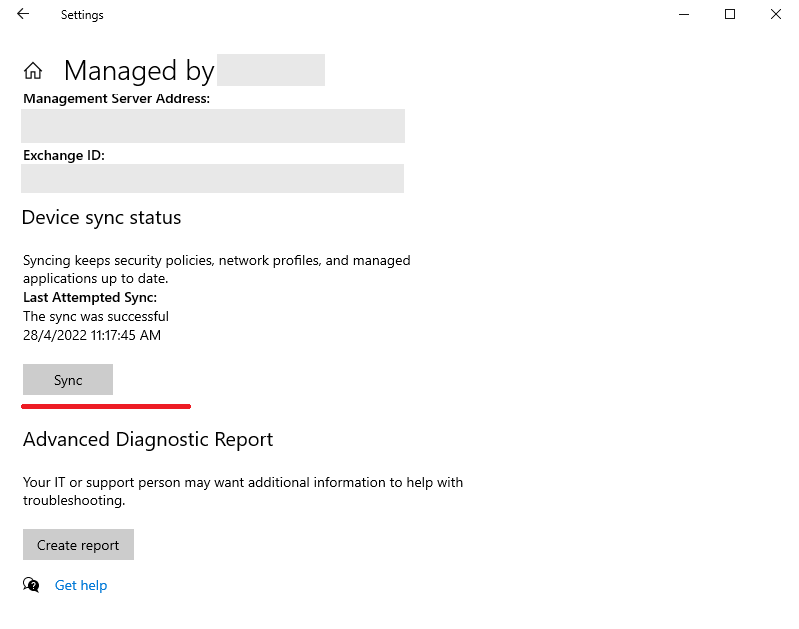 Settings
Managed by
Management Server Address:
Exchange ID:
Device sync status
Syncing keeps security policies, network profiles, and managed
applications up to date.
Last Attempted Sync:
The sync was successful
28/4/2022 11:17:45 AM
Sync
Advanced Diagnostic Report
Your IT or support person may want additional information to help with
troubleshooting.
Create report
Get help